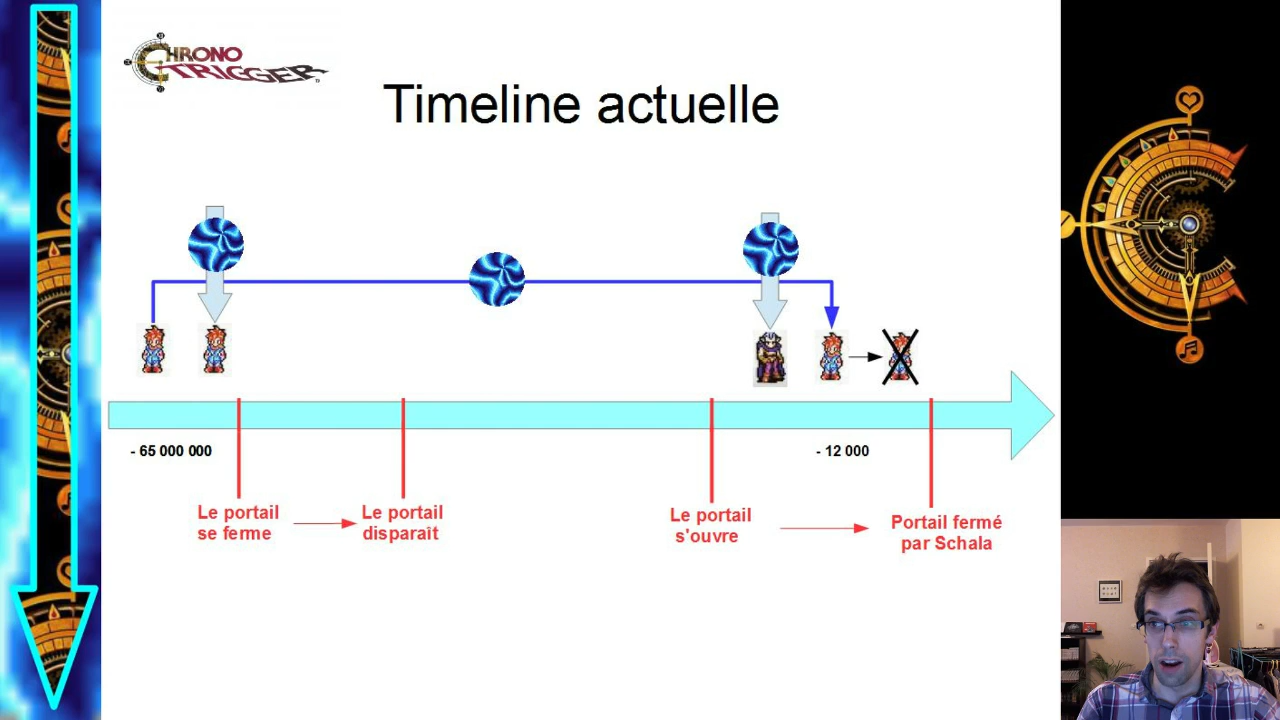 CHRONO
TRIGGER
Timeline actuelle
- 65 000 000
- 12 000
Le portail
se ferme
Le portail
disparaît
Le portail
s'ouvre
Portail fermé
par Schala